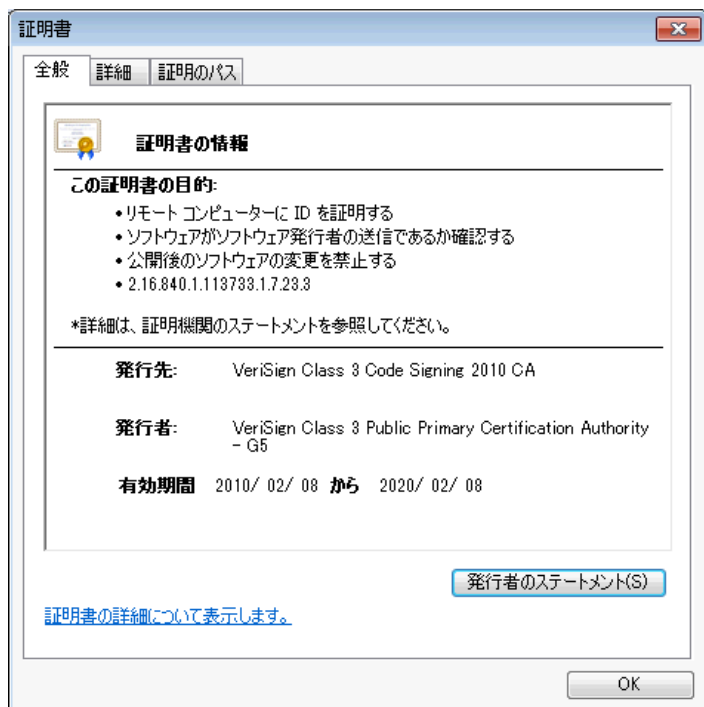 証明書
全般 詳細 証明のパス
証明書の情報
この証明書の目的:
•リモート コンピューターに ID を証明する
•ソフトウェアがソフトウェア発行者の送信であるか確認する
•公開後のソフトウェアの変更を禁止する
•2.16.840.1.113733.1.7.23.3
*詳細は、証明機関のステートメントを参照してください。
発行先: VeriSign Class 3 Code Signing 2010 CA
発行者: VeriSign Class 3 Public Primary Certification Authority
- G5
有効期間 2010/ 02/ 08 から 2020/ 02/ 08
発行者のステートメント(S)
証明書の詳細について表示します。
OK